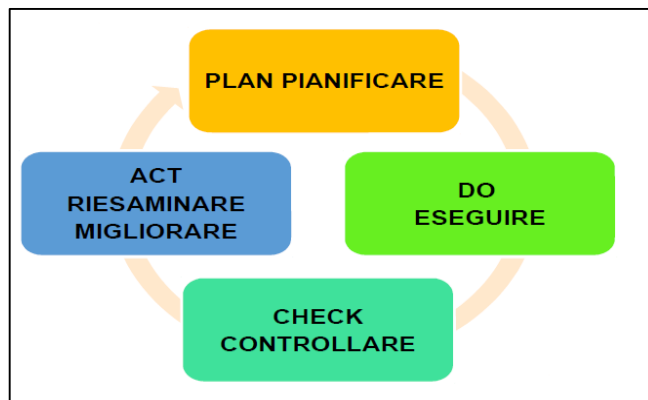 PLAN PIANIFICARE
DO
ESEGUIRE
CHECK
CONTROLLARE
ACT
RIESAMINARE
MIGLIORARE